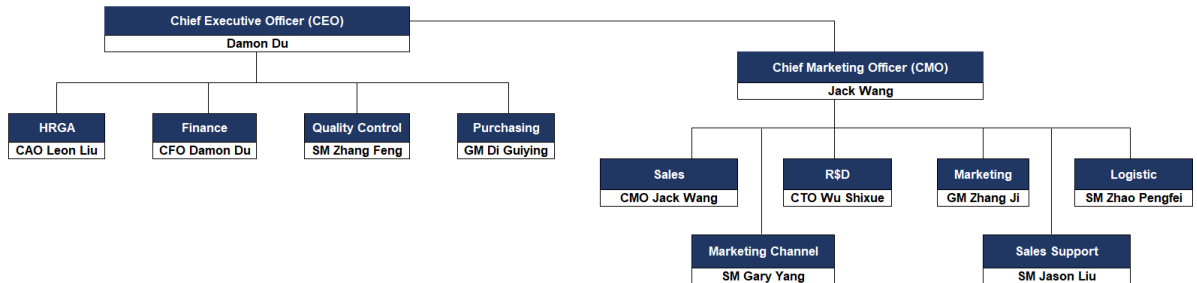 Chief Executive Officer (CEO)
Damon Du
Chief Marketing Officer (CMO)
Jack Wang
HRGA
CAO Leon Liu
Finance
CFO Damon Du
Quality Control
SM Zhang Feng
Purchasing
GM Di Guiying
Sales
CMO Jack Wang
R$D
CTO Wu Shixue
Marketing
GM Zhang Ji
Logistic
SM Zhao Pengfei
Marketing Channel
SM Gary Yang
Sales Support
SM Jason Liu